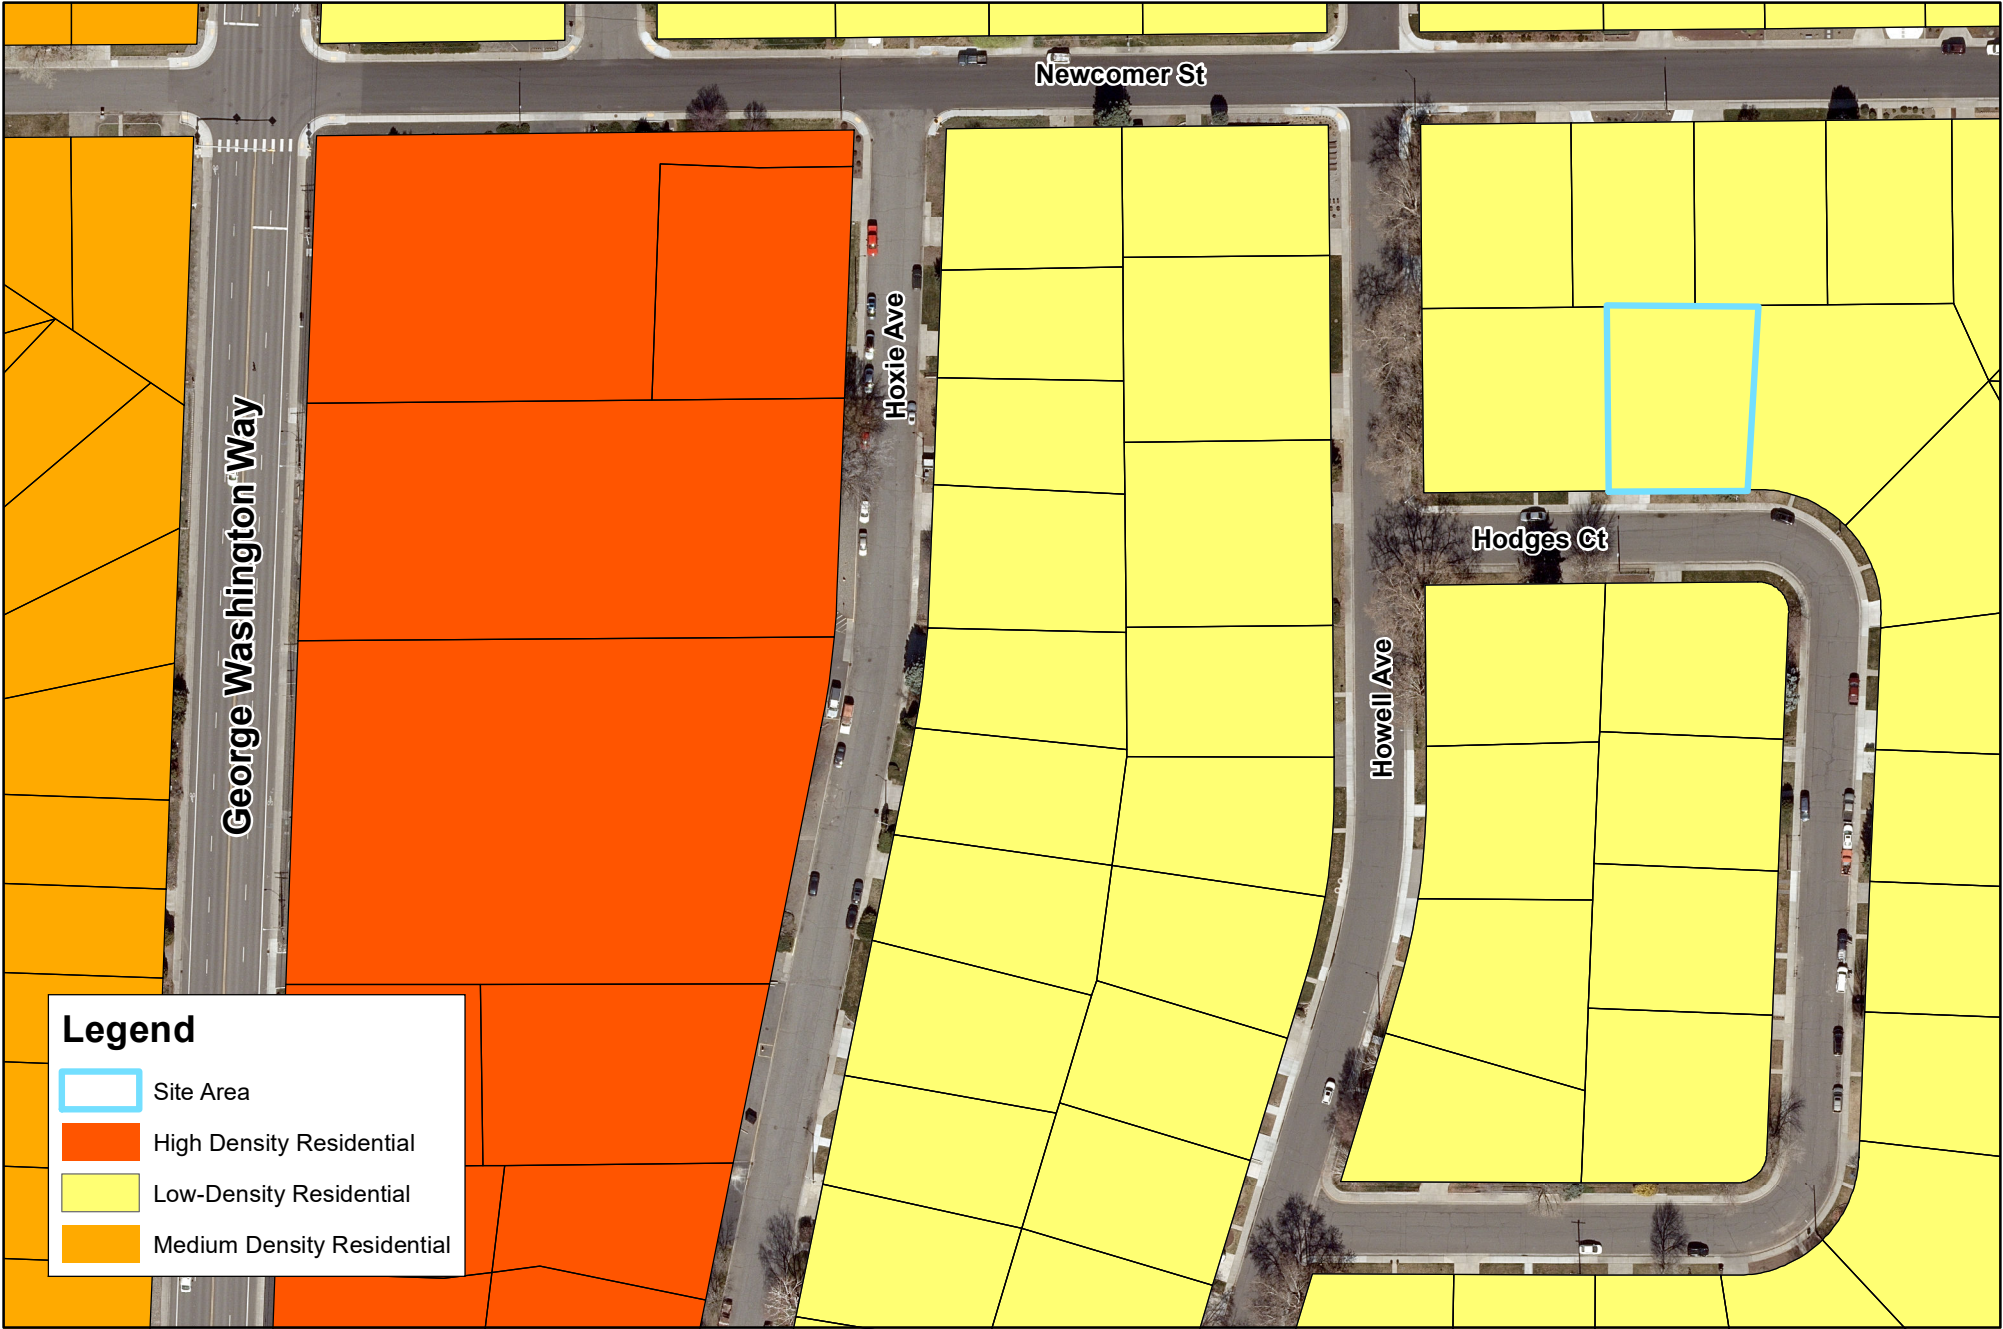 Newcomer St
Hoxie Ave
George Washington Way
Hodges Ct
Howell Ave
Legend
Site Area
High Density Residential
Low-Density Residential
Medium Density Residential